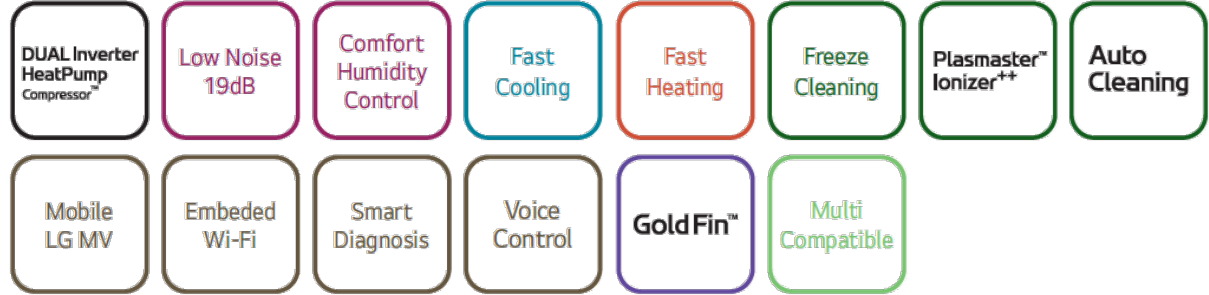 DUAL Inverter
HeatPump
Compressor™
Low Noise
19dB
Comfort
Humidity
Control
Fast
Cooling
Fast
Heating
Freeze
Cleaning
Plasmaster™
Ionizer⁺⁺
Auto
Cleaning
Mobile
LG MV
Embeded
Wi-Fi
Smart
Diagnosis
Voice
Control
Gold Fin™
Multi
Compatible